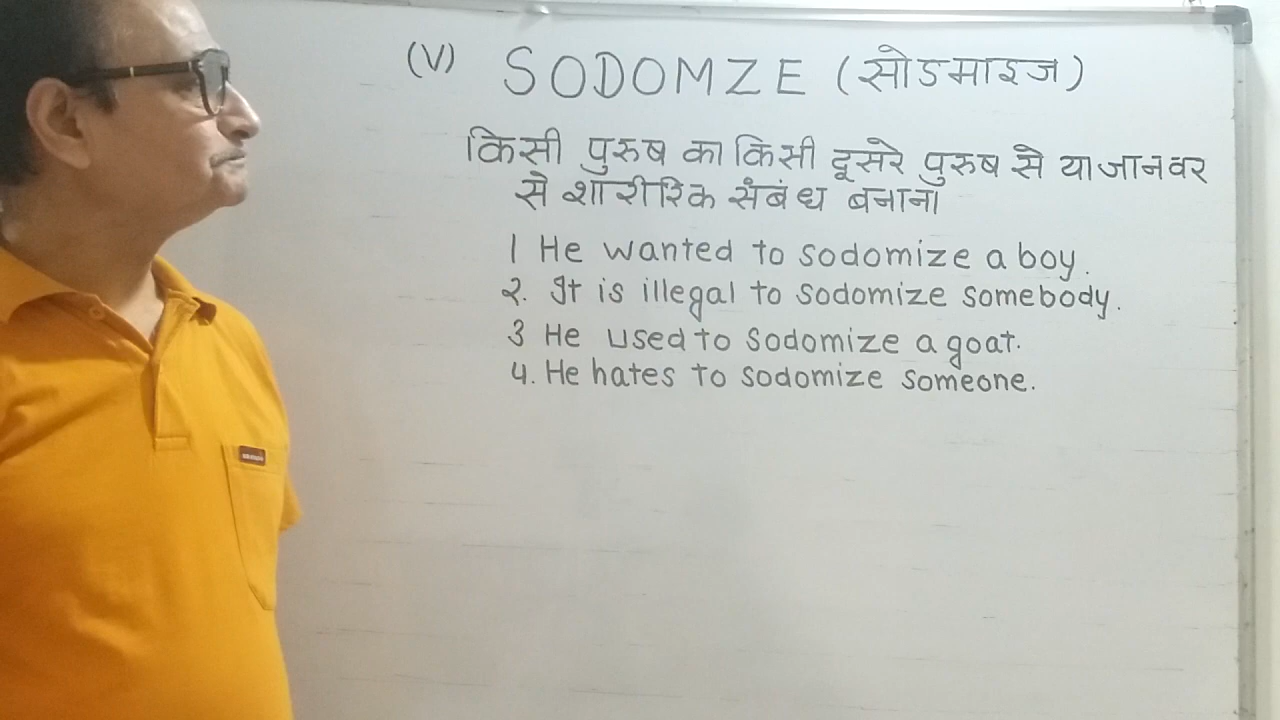 (V) SODOMZE (सोडमाइज)
किसी पुरुष का किसी दूसरे पुरुष से या जानवर
से शारीरिक संबंध बनाना
1 He wanted to sodomize a boy.
2. It is illegal to sodomize somebody.
3 He used to sodomize a goat.
4. He hates to sodomize someone.